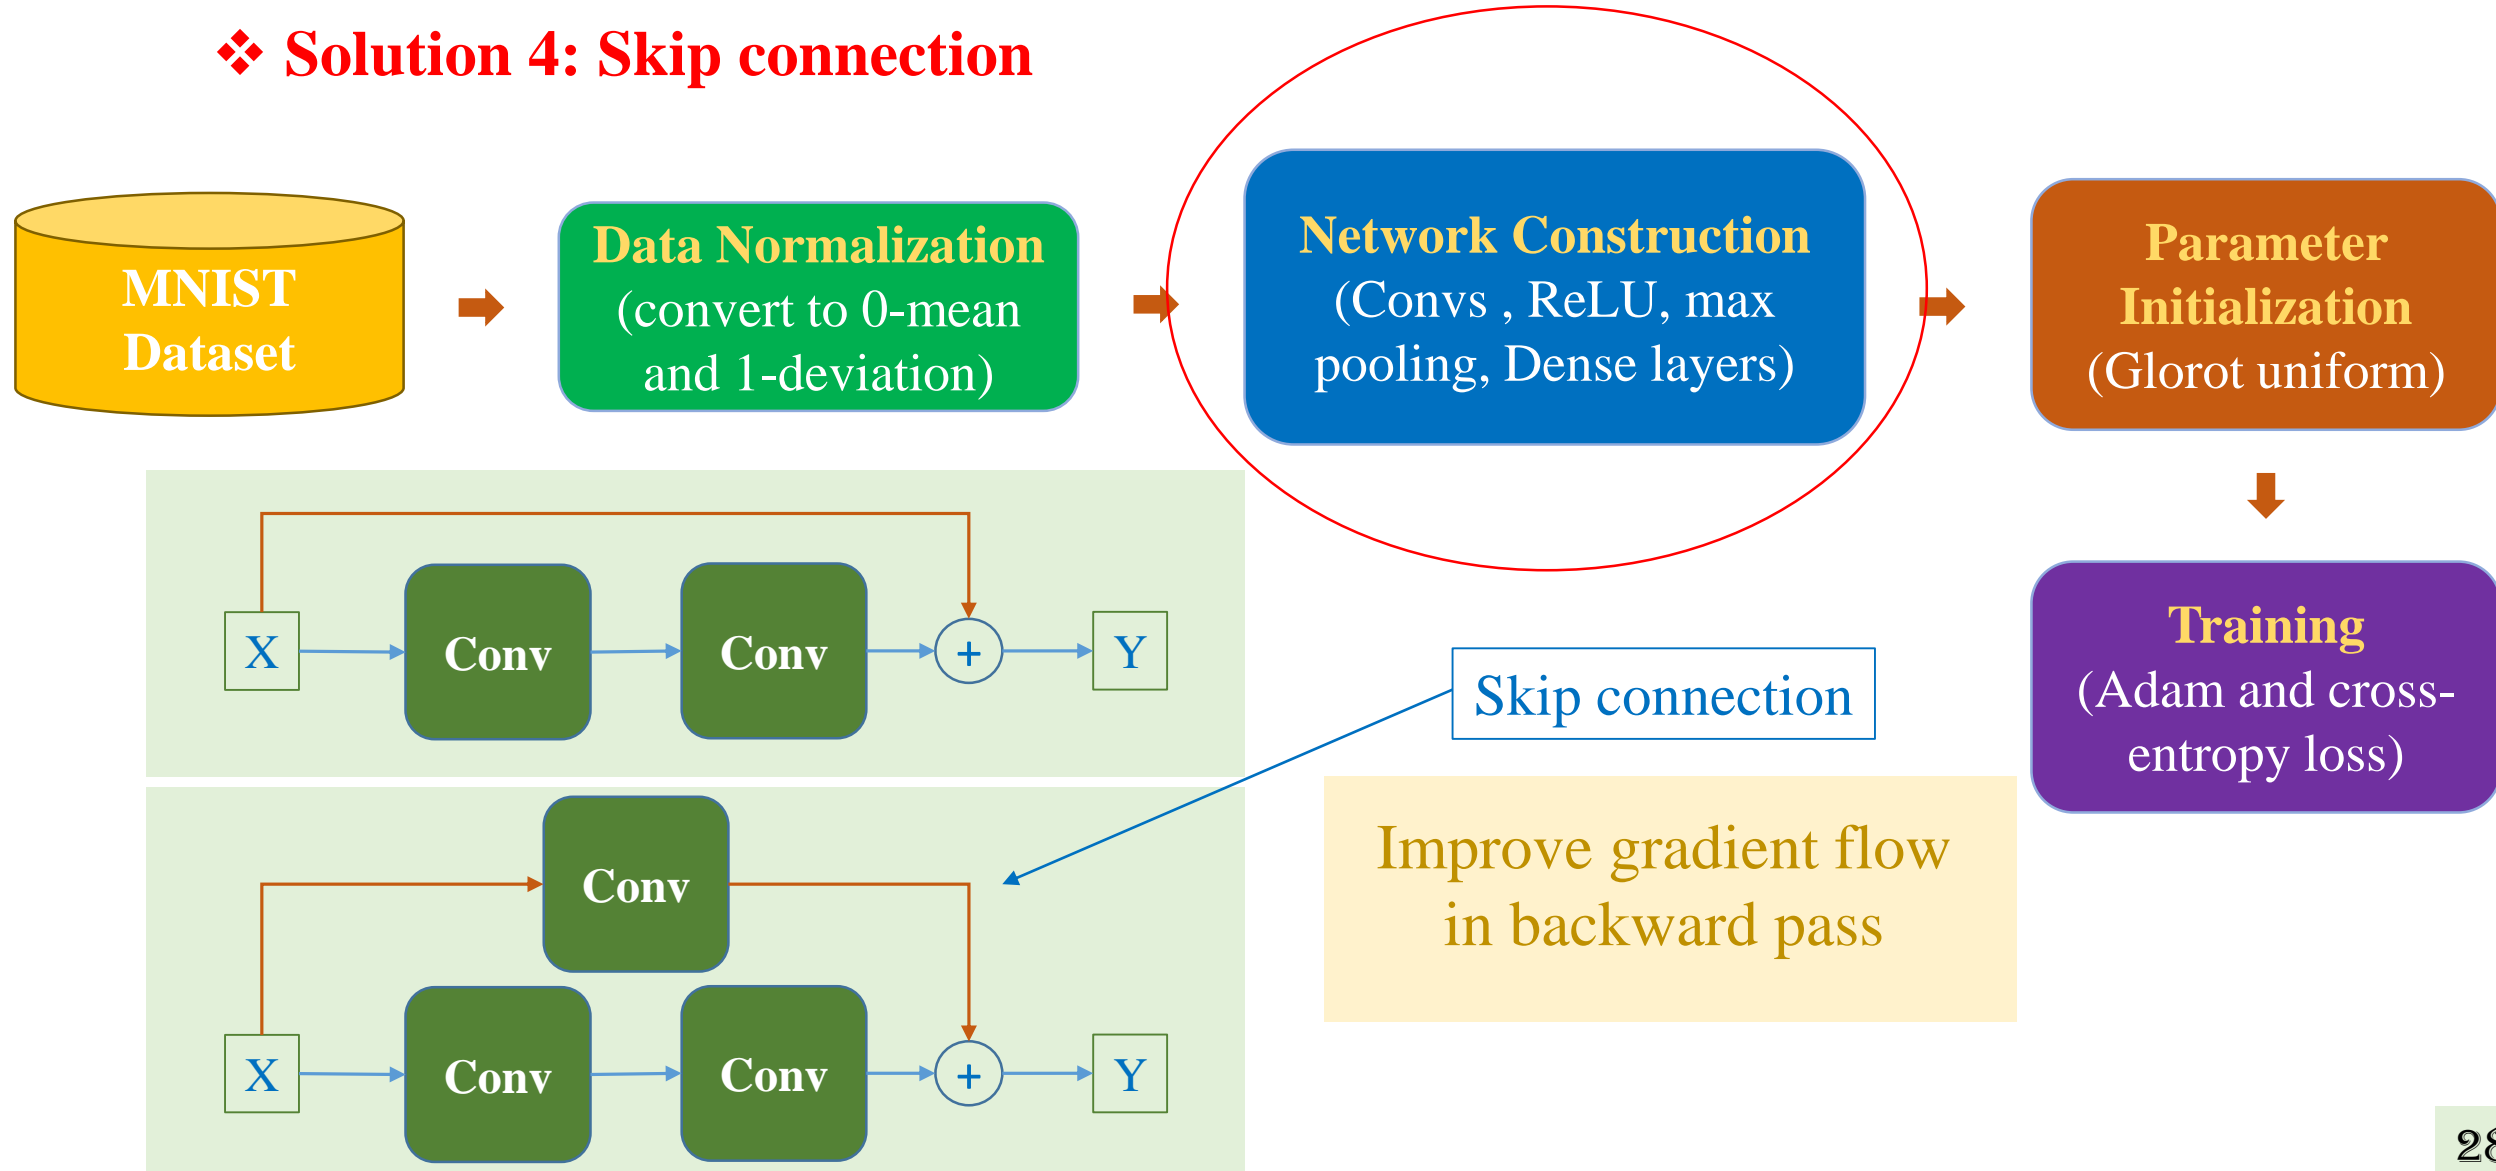 ❖ Solution 4: Skip connection
MNIST
Dataset
Data Normalization
(convert to 0-mean
and 1-deviation)
Network Construction
(Convs, ReLU, max
pooling, Dense layers)
Parameter
Initialization
(Glorot uniform)
Training
(Adam and cross-
entropy loss)
X
Conv
Conv
+
Y
Skip connection
Improve gradient flow
in backward pass
Conv
X
Conv
Conv
+
Y
28